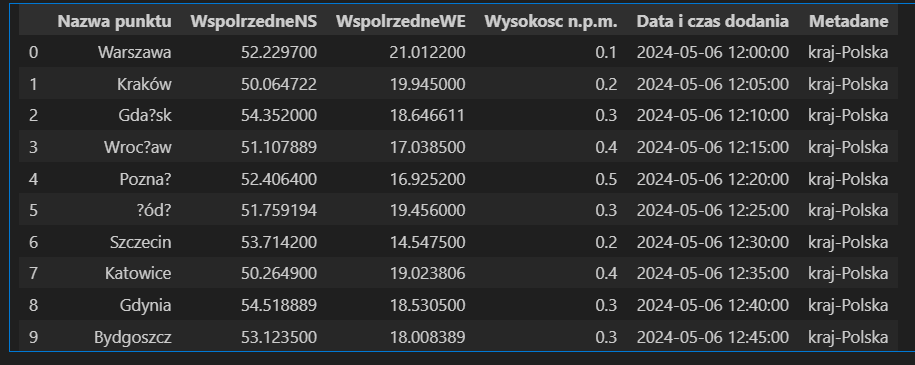 Nazwa punktu WspolrzedneNS WspolrzedneWE Wysokosc n.p.m. Data i czas dodania Metadane
0 Warszawa 52.229700 21.012200 0.1 2024-05-06 12:00:00 kraj-Polska
1 Kraków 50.064722 19.945000 0.2 2024-05-06 12:05:00 kraj-Polska
2 Gda?sk 54.352000 18.646611 0.3 2024-05-06 12:10:00 kraj-Polska
3 Wroc?aw 51.107889 17.038500 0.4 2024-05-06 12:15:00 kraj-Polska
4 Pozna? 52.406400 16.925200 0.5 2024-05-06 12:20:00 kraj-Polska
5 ?ód? 51.759194 19.456000 0.3 2024-05-06 12:25:00 kraj-Polska
6 Szczecin 53.714200 14.547500 0.2 2024-05-06 12:30:00 kraj-Polska
7 Katowice 50.264900 19.023806 0.4 2024-05-06 12:35:00 kraj-Polska
8 Gdynia 54.518889 18.530500 0.3 2024-05-06 12:40:00 kraj-Polska
9 Bydgoszcz 53.123500 18.008389 0.3 2024-05-06 12:45:00 kraj-Polska